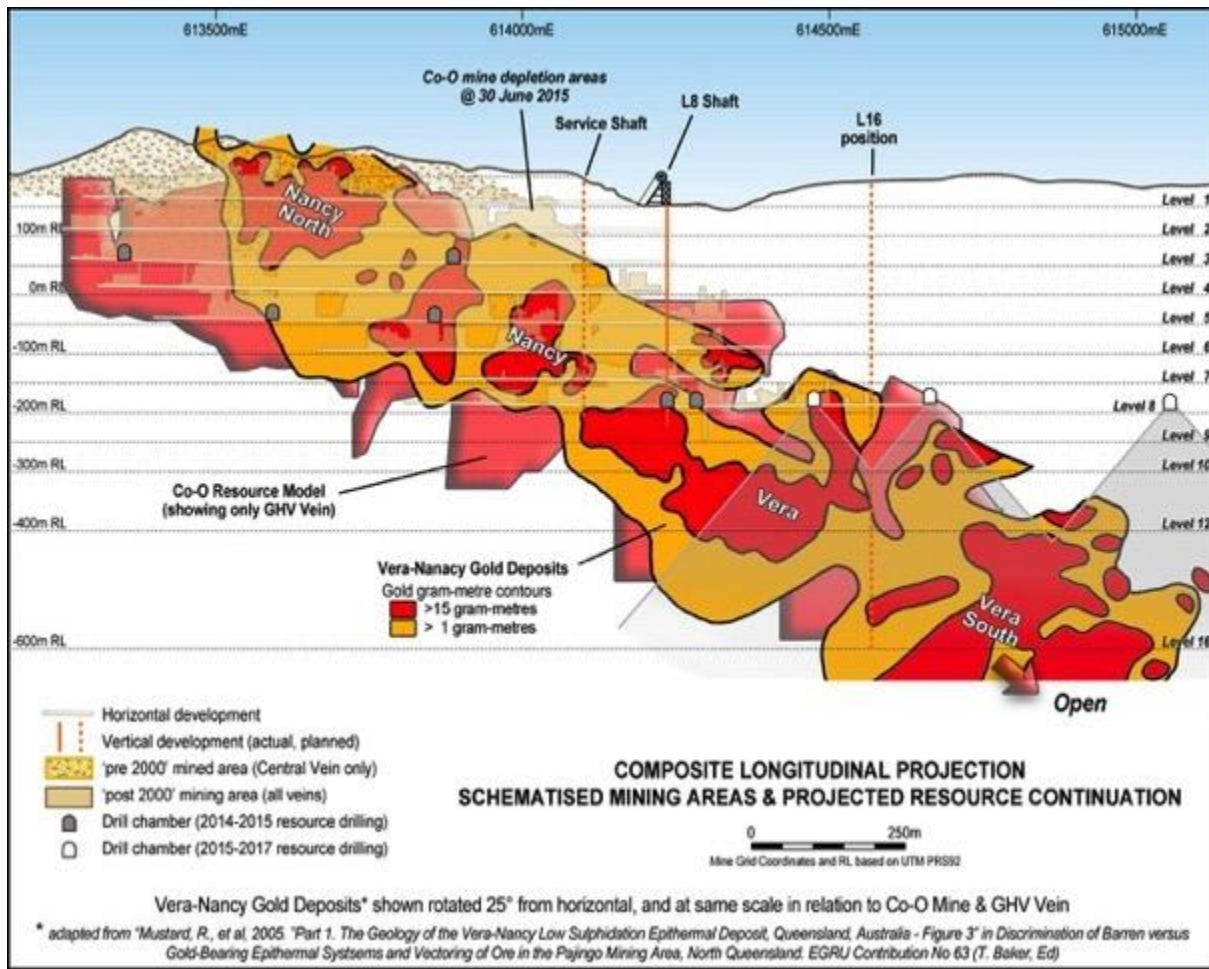 613500mE 614000mE 614500mE 615000mE
Co-O mine depletion areas
@ 30 June 2015
Service Shaft
L8 Shaft
L16
position
Nancy
North
Level 1
100m RL
Level 2
Level 3
0m RL
Level 4
Level 5
-100m RL
Nancy
Level 6
Level 7
-200m RL
Level 8
Level 9
-300m RL
Level 10
Co-O Resource Model
(showing only GHV Vein)
Vera
-400m RL
Level 12
Vera-Nanacy Gold Deposits
Gold gram-metre contours
>15 gram-metres
> 1 gram-metres
Vera
South
-600m RL
Level 16
Open
Horizontal development
Vertical development (actual, planned)
'pre 2000' mined area (Central Vein only)
'post 2000' mining area (all veins)
Drill chamber (2014-2015 resource drilling)
Drill chamber (2015-2017 resource drilling)
COMPOSITE LONGITUDINAL PROJECTION
SCHEMATISED MINING AREAS & PROJECTED RESOURCE CONTINUATION
0 250m
Mine Grid Coordinates and RL based on UTM PRS92
Vera-Nancy Gold Deposits* shown rotated 25° from horizontal, and at same scale in relation to Co-O Mine & GHV Vein
* adapted from "Mustard, R., et al, 2005. "Part 1. The Geology of the Vera-Nancy Low Sulphidation Epithermal Deposit, Queensland, Australia - Figure 3" in Discrimination of Barren versus
Gold-Bearing Epithermal Systsems and Vectoring of Ore in the Pajingo Mining Area, North Queensland. EGRU Contribution No 63 (T. Baker, Ed)